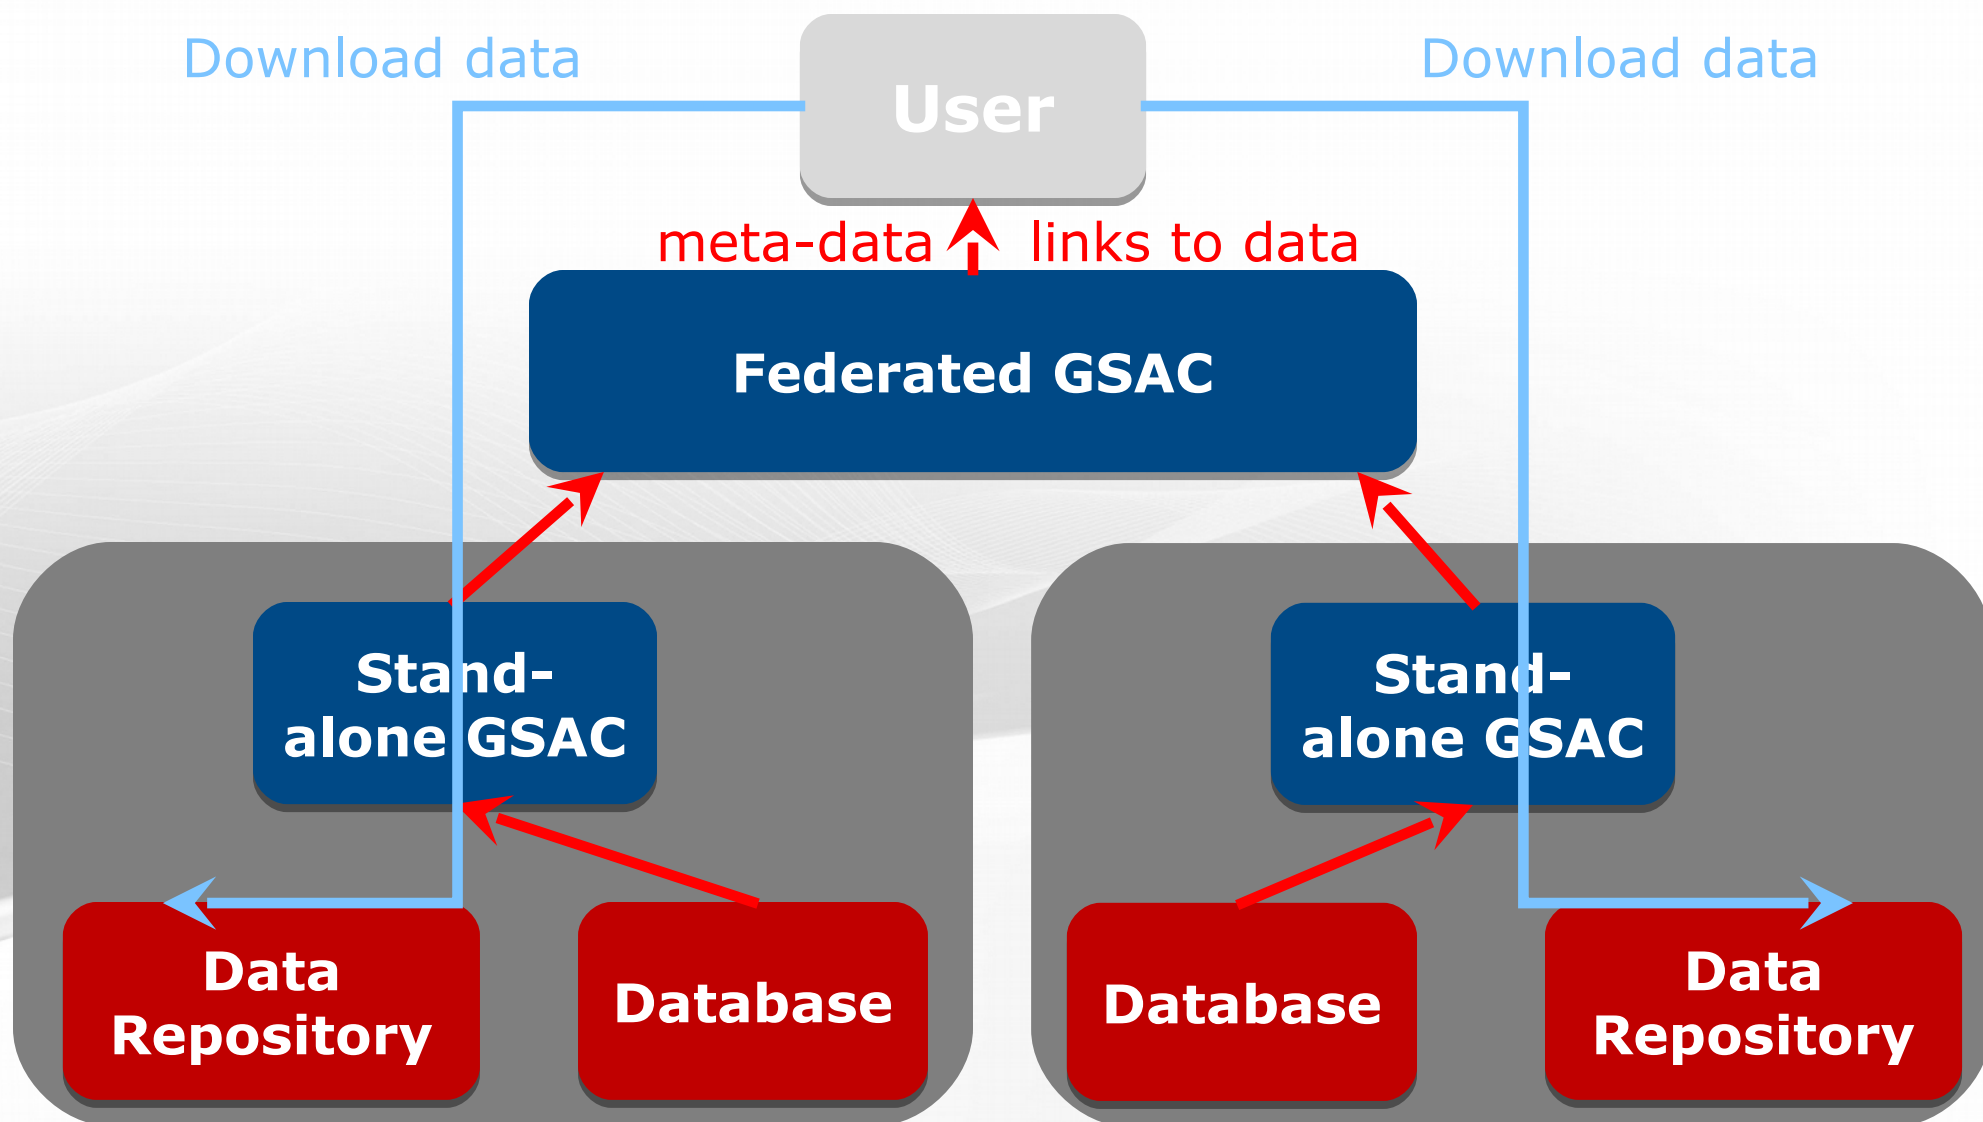 Download data
Download data
User
meta-data
links to data
Federated GSAC
Stand-
alone GSAC
Stand-
alone GSAC
Data
Repository
Database
Database
Data
Repository